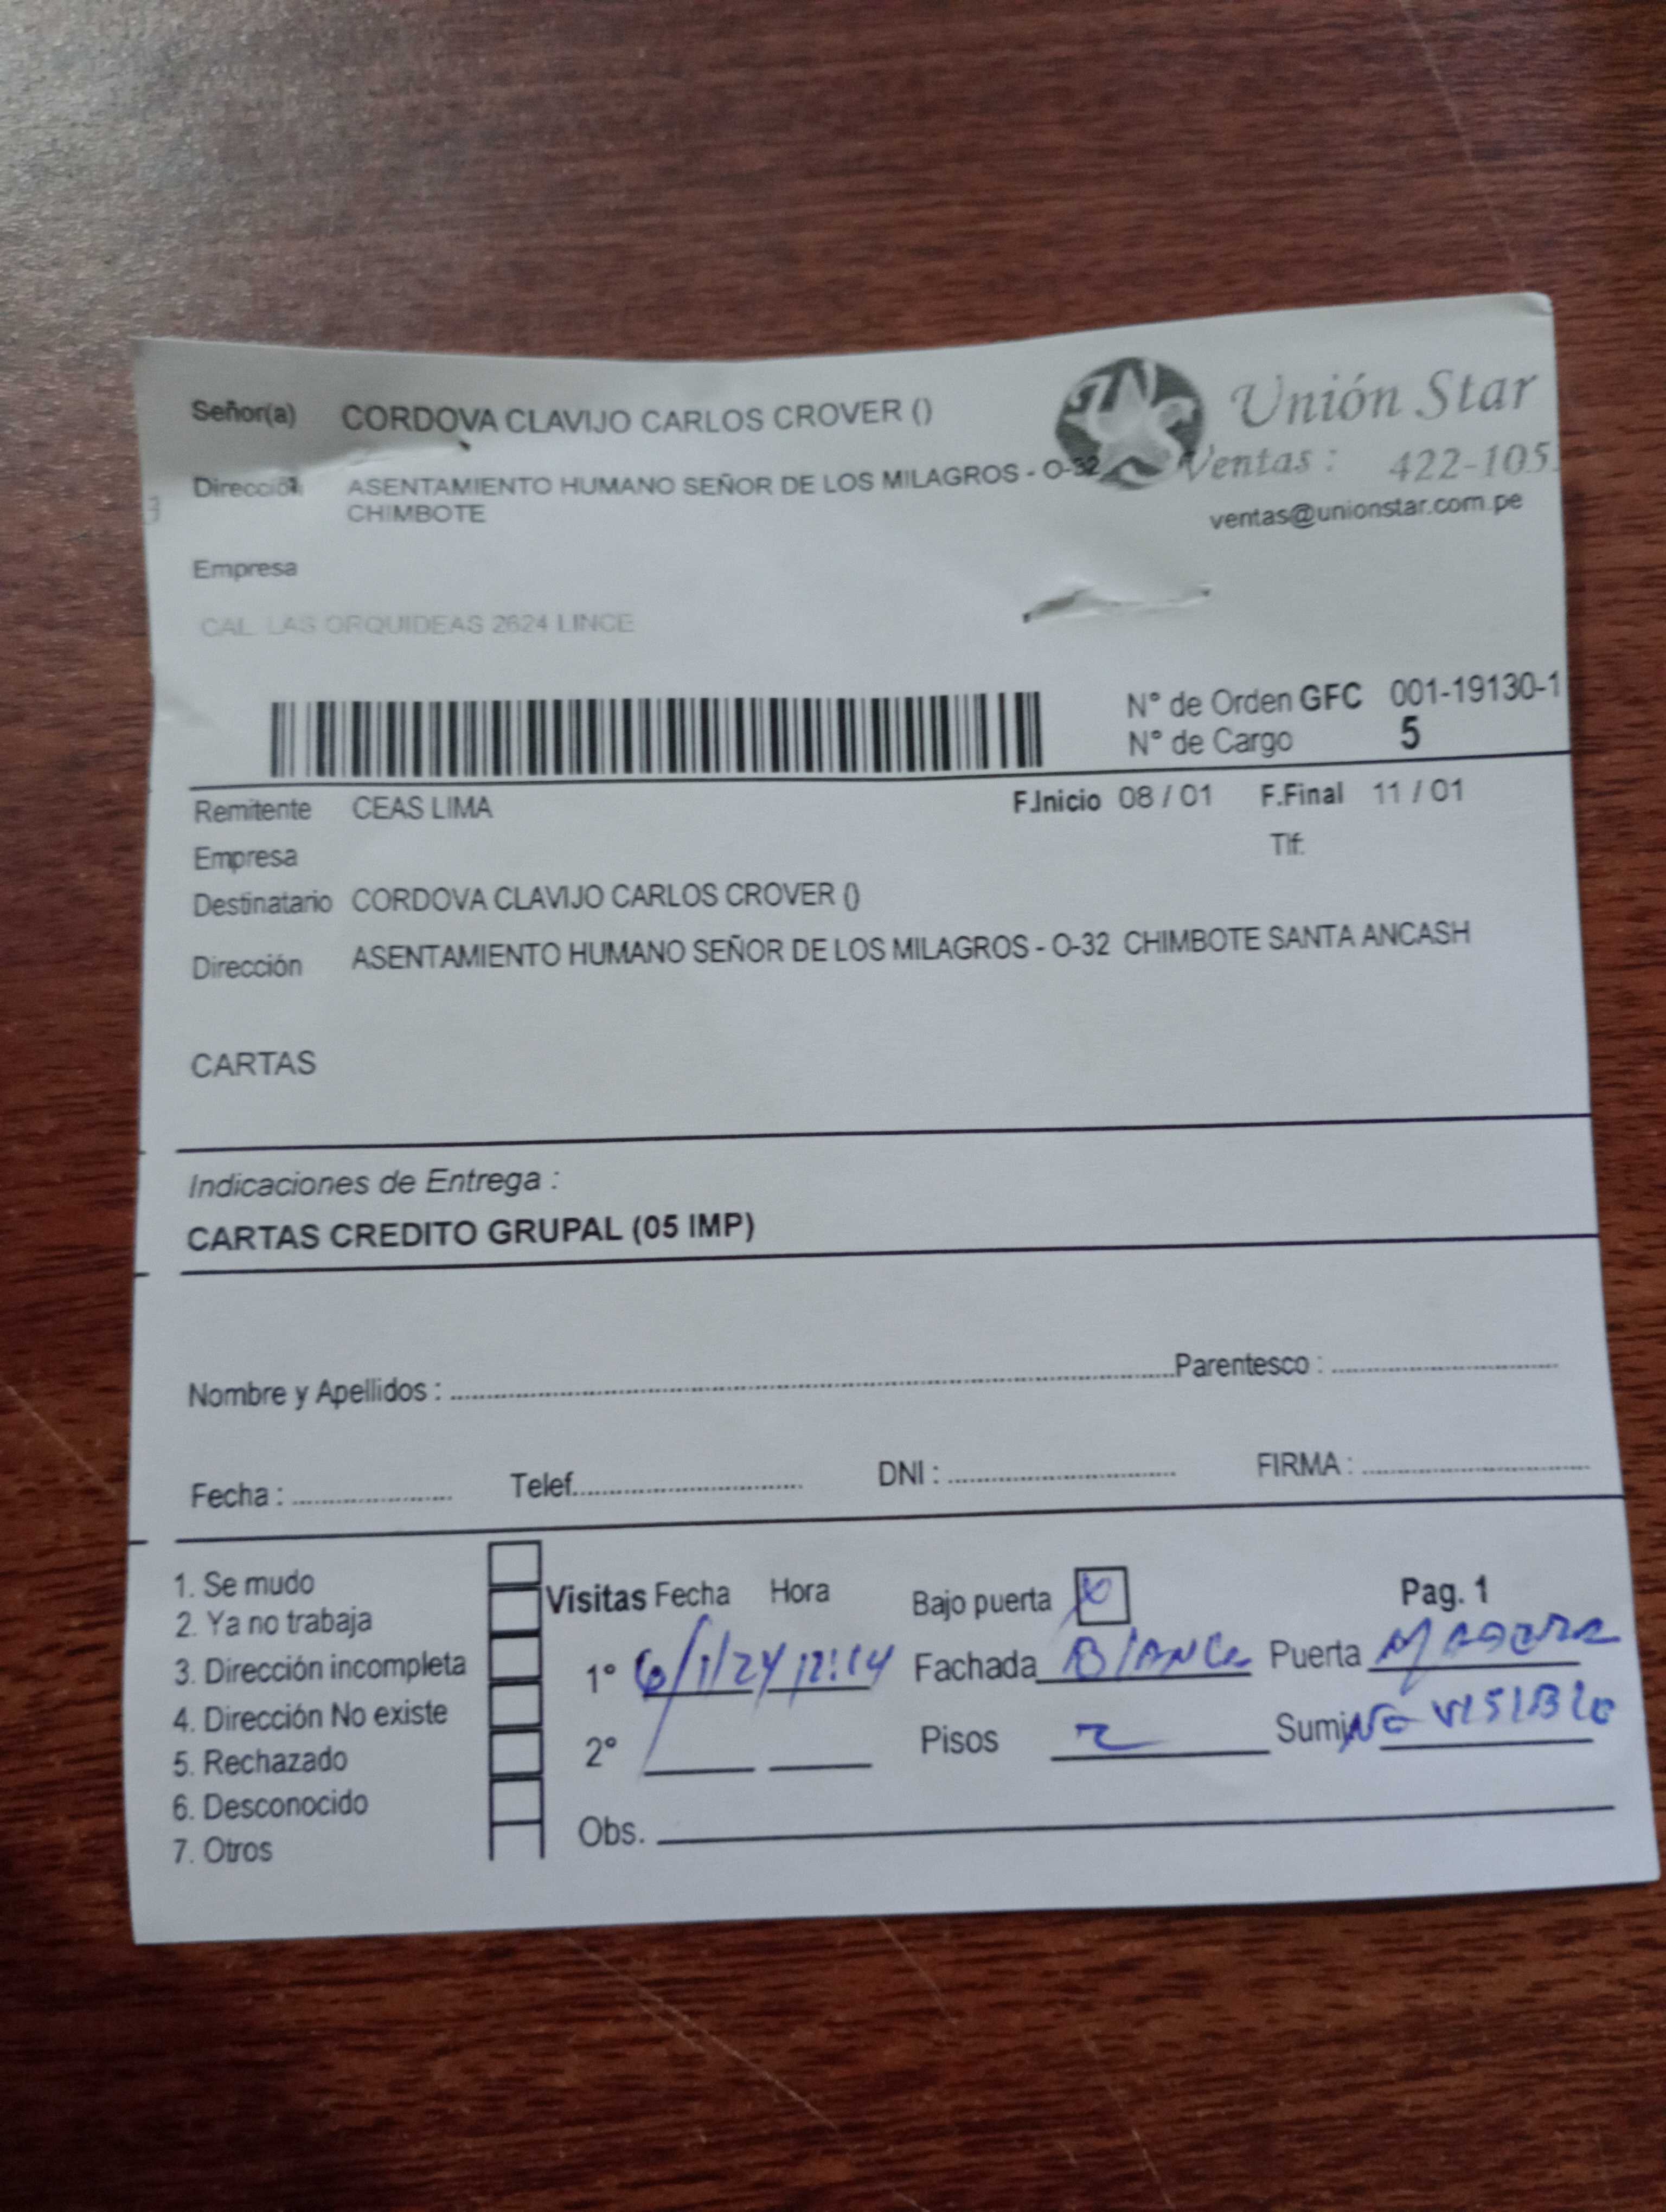 Señor(a) CORDOVA CLAVIJO CARLOS CROVER ()
Unión Star
Dirección ASENTAMIENTO HUMANO SEÑOR DE LOS MILAGROS - O-32
CHIMBOTE
Ventas : 422-105
ventas@unionstar.com.pe
Empresa
CAL LAS ORQUIDEAS 2624 LINCE
N° de Orden GFC 001-19130-1
N° de Cargo 5
Remitente CEAS LIMA F.Inicio 08 / 01 F.Final 11 / 01
Empresa Tlf:
Destinatario CORDOVA CLAVIJO CARLOS CROVER ()
Dirección ASENTAMIENTO HUMANO SEÑOR DE LOS MILAGROS - O-32 CHIMBOTE SANTA ANCASH
CARTAS
Indicaciones de Entrega :
CARTAS CREDITO GRUPAL (05 IMP)
Nombre y Apellidos : Parentesco :
Fecha : Telef. DNI : FIRMA :
1. Se mudo
2. Ya no trabaja
3. Dirección incompleta
4. Dirección No existe
5. Rechazado
6. Desconocido
7. Otros
Visitas Fecha Hora Bajo puerta X Pag. 1
1° 6/1/24 12:14 Fachada BlANCo Puerta MADERA
2° Pisos 2 Sumi No VISIBle
Obs.